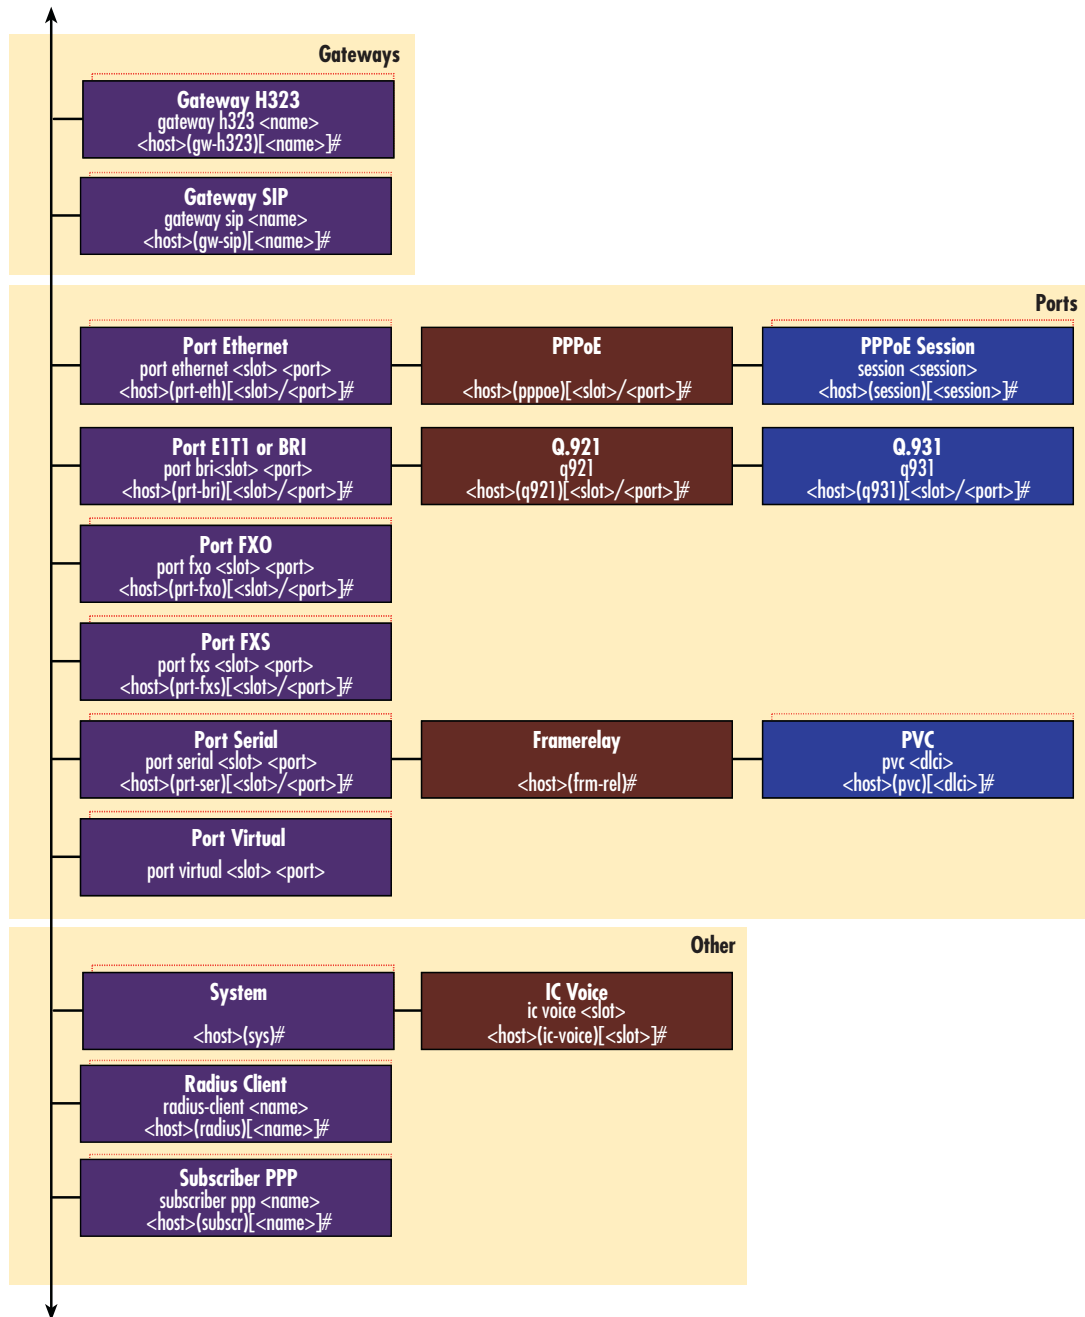 Gateways
Gateway H323
gateway h323 <name>
<host>(gw-h323)[<name>]#
Gateway SIP
gateway sip <name>
<host>(gw-sip)[<name>]#
Ports
Port Ethernet
port ethernet <slot> <port>
<host>(prt-eth)[<slot>/<port>]#
PPPoE
<host>(pppoe)[<slot>/<port>]#
PPPoE Session
session <session>
<host>(session)[<session>]#
Port E1T1 or BRI
port bri<slot> <port>
<host>(prt-bri)[<slot>/<port>]#
Q.921
q921
<host>(q921)[<slot>/<port>]#
Q.931
q931
<host>(q931)[<slot>/<port>]#
Port FXO
port fxo <slot> <port>
<host>(prt-fxo)[<slot>/<port>]#
Port FXS
port fxs <slot> <port>
<host>(prt-fxs)[<slot>/<port>]#
Port Serial
port serial <slot> <port>
<host>(prt-ser)[<slot>/<port>]#
Framerelay
<host>(frm-rel)#
PVC
pvc <dlci>
<host>(pvc)[<dlci>]#
Port Virtual
port virtual <slot> <port>
Other
System
<host>(sys)#
IC Voice
ic voice <slot>
<host>(ic-voice)[<slot>]#
Radius Client
radius-client <name>
<host>(radius)[<name>]#
Subscriber PPP
subscriber ppp <name>
<host>(subscr)[<name>]#